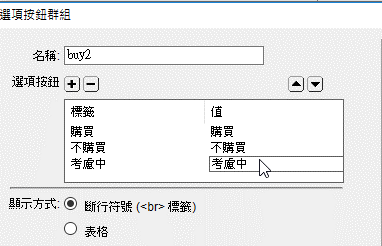 選項按鈕群組
名稱: buy2
選項按鈕
標籤 值
購買 購買
不購買 不購買
考慮中 考慮中
顯示方式: 斷行符號 (<br> 標籤)
表格